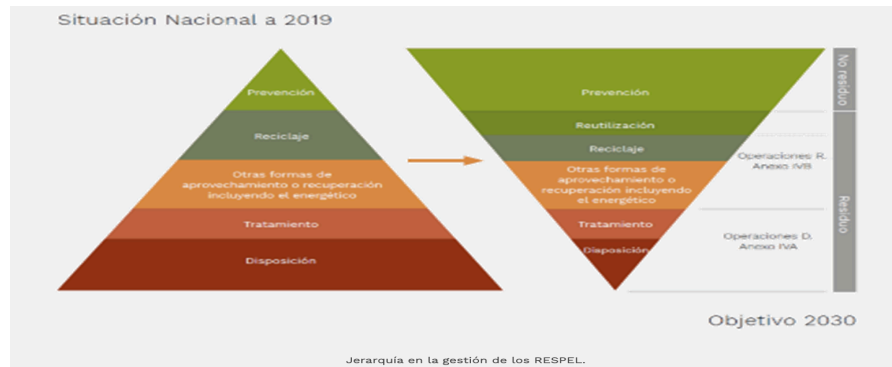 Situación Nacional a 2019
Prevención
Reciclaje
Otras formas de
aprovechamiento o recuperación
incluyendo el energético
Tratamiento
Disposición
Prevención
Reutilización
Reciclaje
Otras formas de
aprovechamiento o
recuperación incluyendo
el energético
Tratamiento
Disposición
No residuo
Operaciones R.
Anexo IVB
Residuo
Operaciones D.
Anexo IVA
Objetivo 2030
Jerarquía en la gestión de los RESPEL.